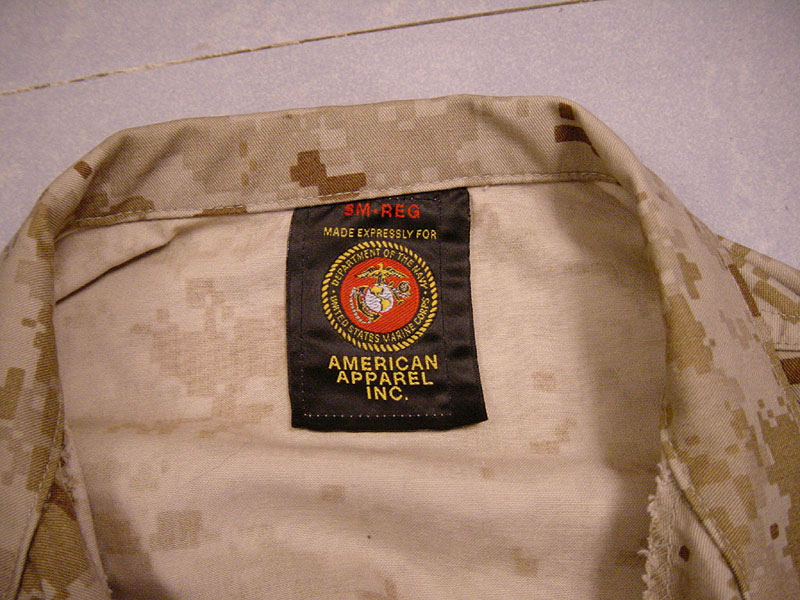 SM-REG
MADE EXPRESSLY FOR
DEPARTMENT OF THE NAVY
UNITED STATES MARINE CORPS
AMERICAN
APPAREL
INC.